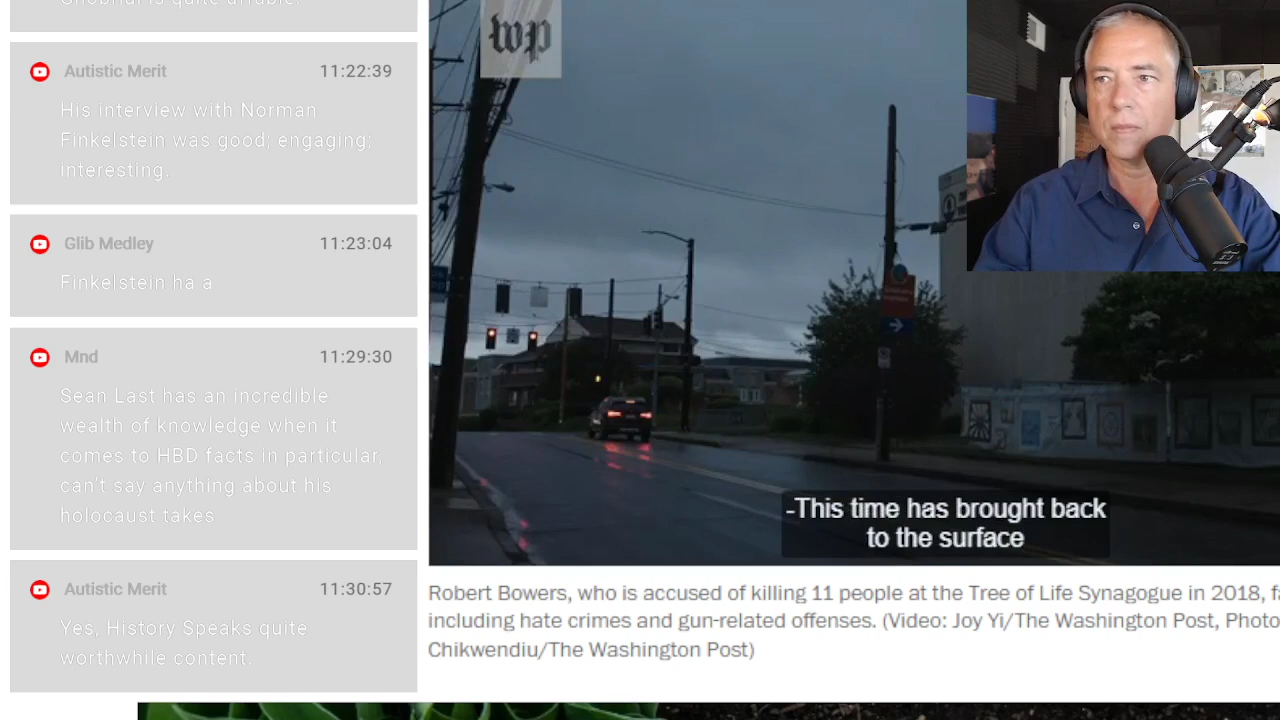 Ghobhul is quite affable.
Autistic Merit 11:22:39
His interview with Norman
Finkelstein was good; engaging;
interesting.
Glib Medley 11:23:04
Finkelstein ha a
Mnd 11:29:30
Sean Last has an incredible
wealth of knowledge when it
comes to HBD facts in particular,
can't say anything about his
holocaust takes
Autistic Merit 11:30:57
Yes, History Speaks quite
worthwhile content.
wp
-This time has brought back
to the surface
Robert Bowers, who is accused of killing 11 people at the Tree of Life Synagogue in 2018, fa
including hate crimes and gun-related offenses. (Video: Joy Yi/The Washington Post, Photo
Chikwendiu/The Washington Post)